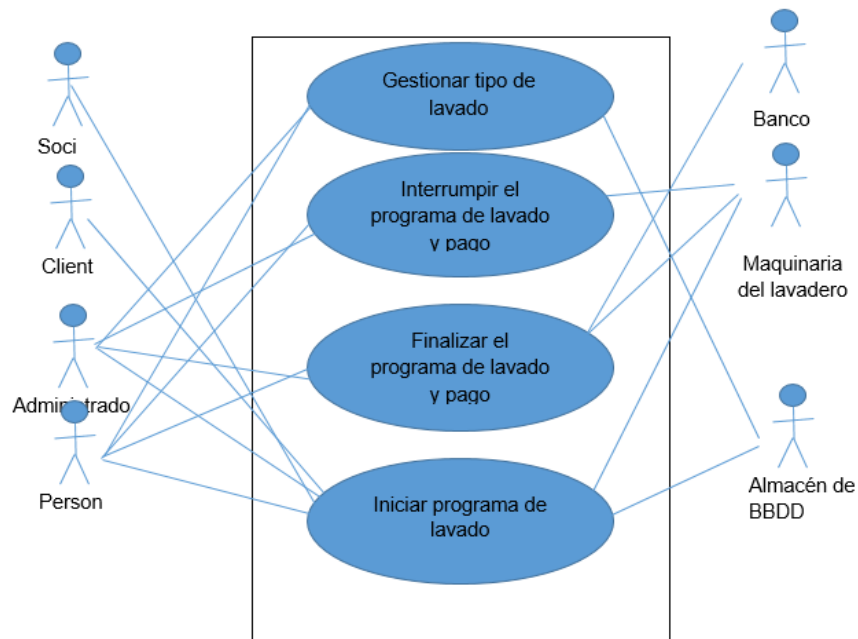 Soci
Client
Administrado
Person
Gestionar tipo de
lavado
Interrumpir el
programa de lavado
y pago
Finalizar el
programa de lavado
y pago
Iniciar programa de
lavado
Banco
Maquinaria
del lavadero
Almacén de
BBDD